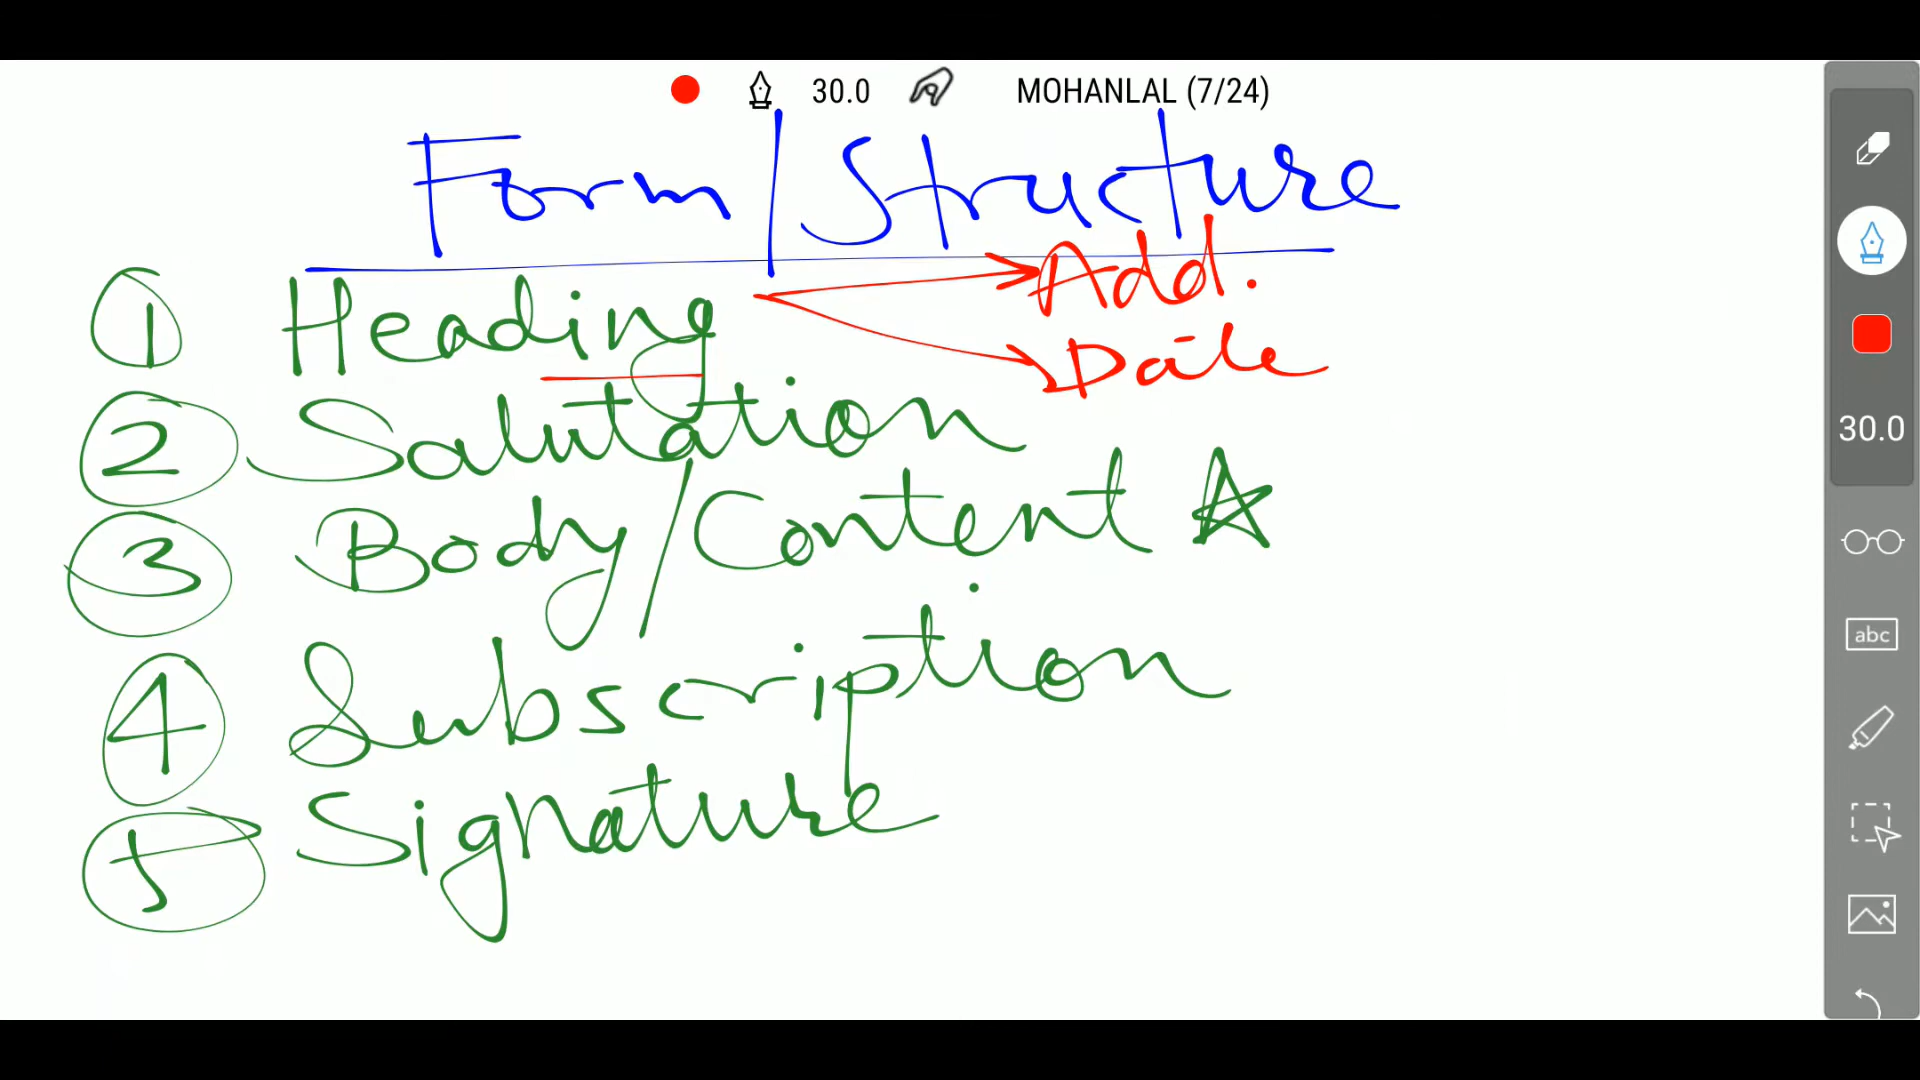 30.0 MOHANLAL (7/24)
Form/Structure
1 Heading Add.
Date
2 Salutation
3 Body/Content
4 Subscription
5 Signature
30.0
abc